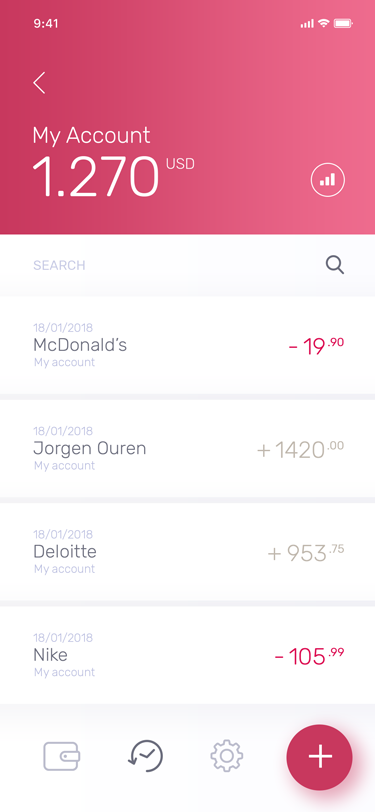 9:41
My Account
1.270 USD
SEARCH
18/01/2018
McDonald's
My account
- 19.90
18/01/2018
Jorgen Ouren
My account
+ 1420.00
18/01/2018
Deloitte
My account
+ 953.75
18/01/2018
Nike
My account
- 105.99